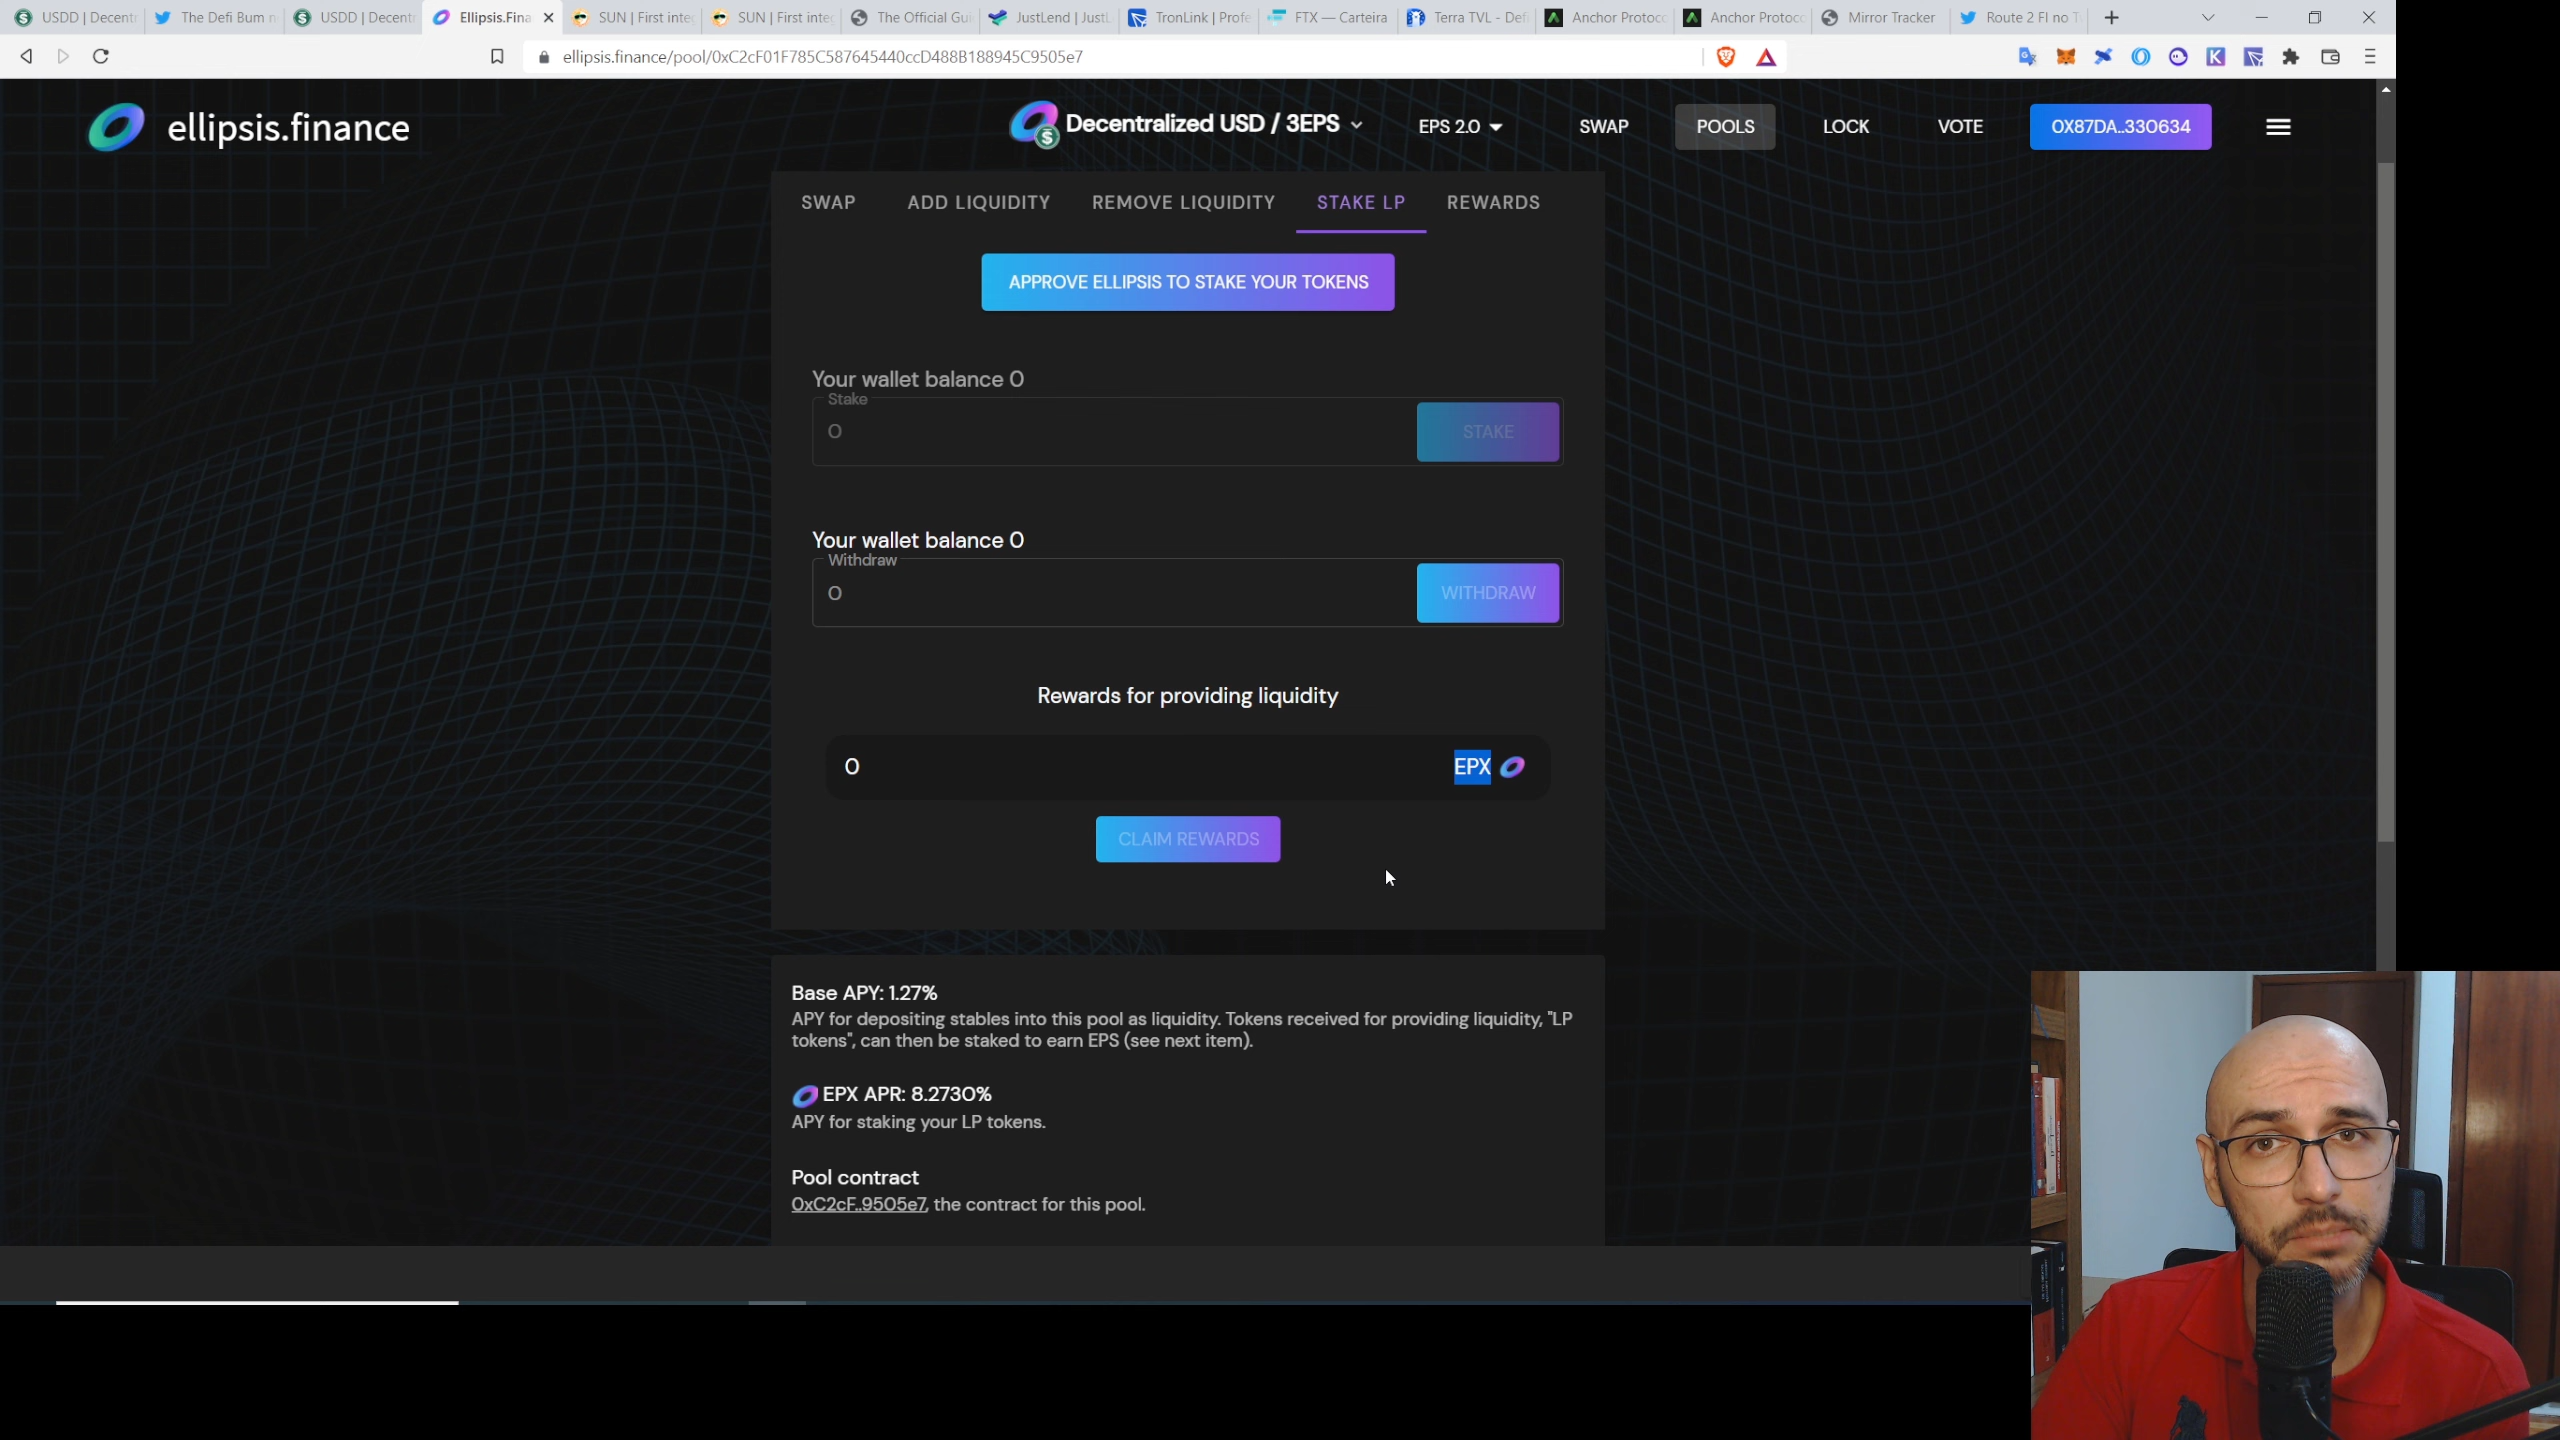 USDD | Decent
The Defi Bum n
USDD | Decent
Ellipsis.Fina
SUN | First inte
SUN | First inte
The Official Gui
JustLend | JustL
TronLink | Profe
FTX — Carteira
Terra TVL - Defi
Anchor Protoco
Anchor Protoco
Mirror Tracker
Route 2 FI no T
ellipsis.finance/pool/0xC2cF01F785C587645440ccD488B188945C9505e7
ellipsis.finance
Decentralized USD / 3EPS
EPS 2.0
SWAP
POOLS
LOCK
VOTE
0X87DA..330634
SWAP
ADD LIQUIDITY
REMOVE LIQUIDITY
STAKE LP
REWARDS
APPROVE ELLIPSIS TO STAKE YOUR TOKENS
Your wallet balance 0
Stake
0
STAKE
Your wallet balance 0
Withdraw
0
WITHDRAW
Rewards for providing liquidity
0
EPX
CLAIM REWARDS
Base APY: 1.27%
APY for depositing stables into this pool as liquidity. Tokens received for providing liquidity, "LP
tokens", can then be staked to earn EPS (see next item).
EPX APR: 8.2730%
APY for staking your LP tokens.
Pool contract
0xC2cF..9505e7, the contract for this pool.